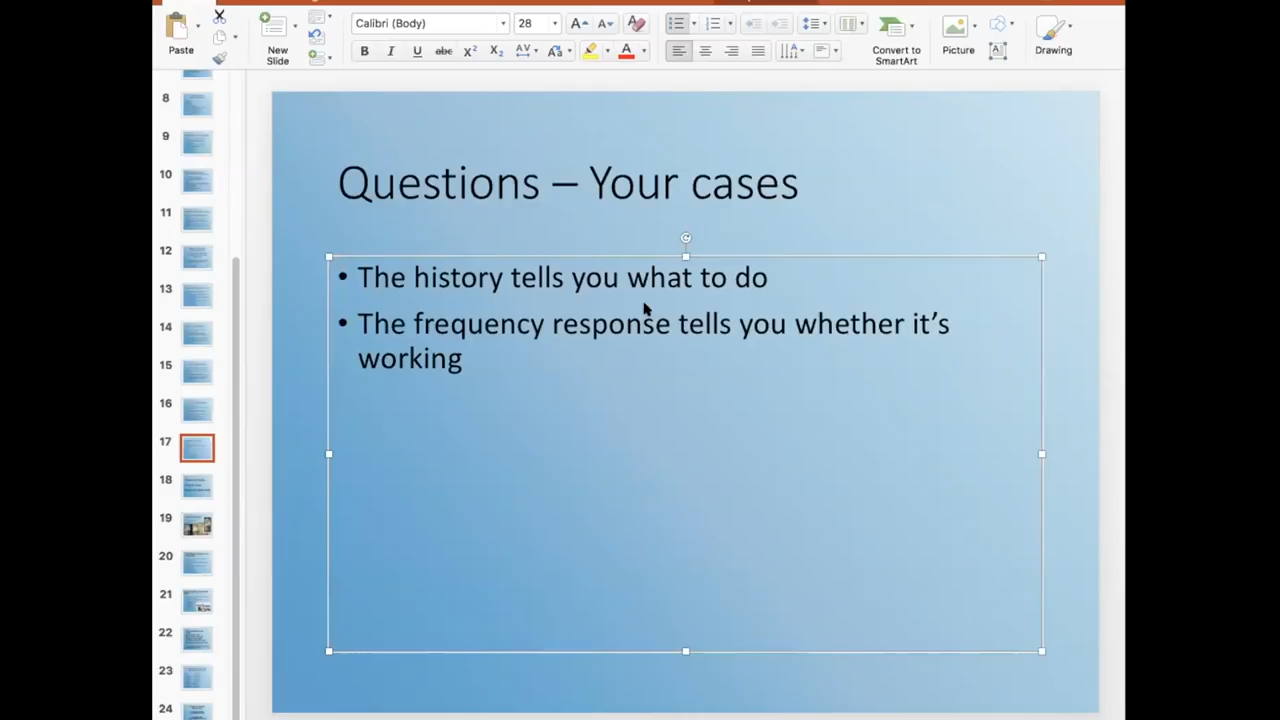 Calibri (Body)
28
Paste
New
Slide
Convert to
SmartArt
Picture
Drawing
8
9
10
11
12
13
14
15
16
17
18
19
20
21
22
23
24
Questions – Your cases
• The history tells you what to do
• The frequency response tells you whether it’s
working